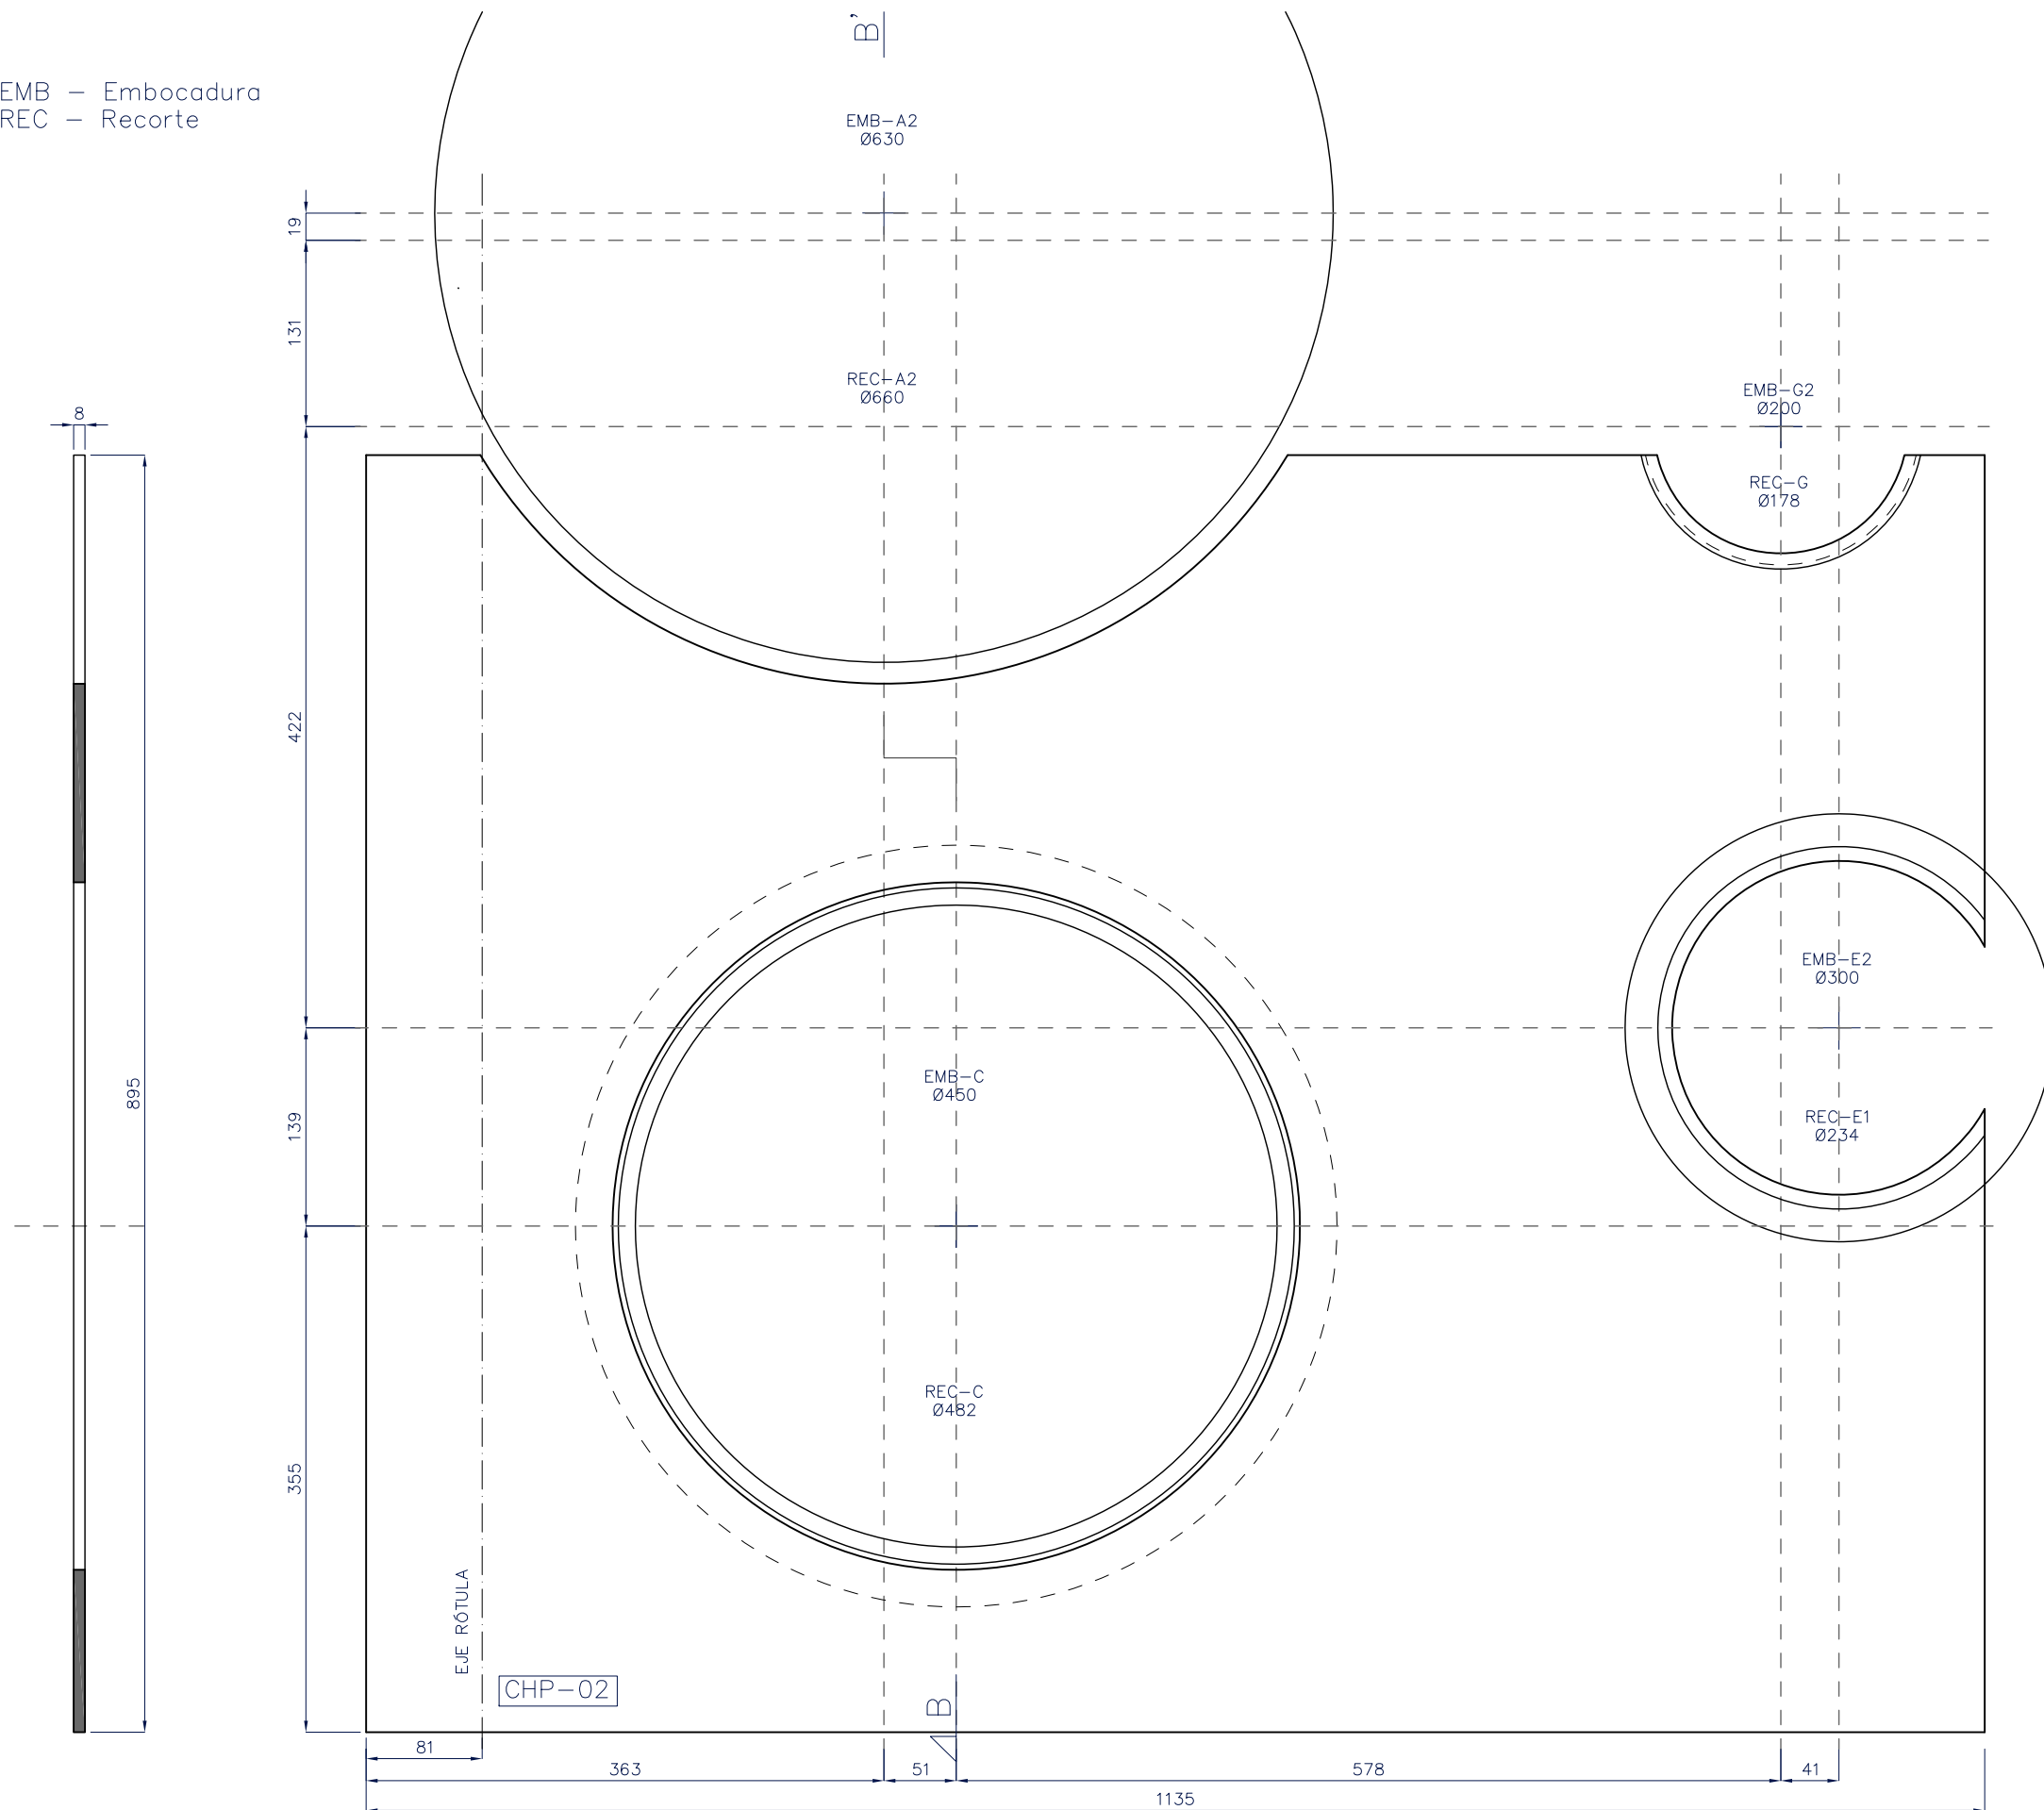 B'
EMB - Embocadura
REC - Recorte
EMB-A2
Ø630
19
131
REC-A2
Ø660
EMB-G2
Ø200
8
REC-G
Ø178
422
EMB-E2
Ø300
EMB-C
Ø450
895
139
REC-E1
Ø234
REC-C
Ø482
355
EJE RÓTULA
CHP-02
B
81
363
51
578
41
1135